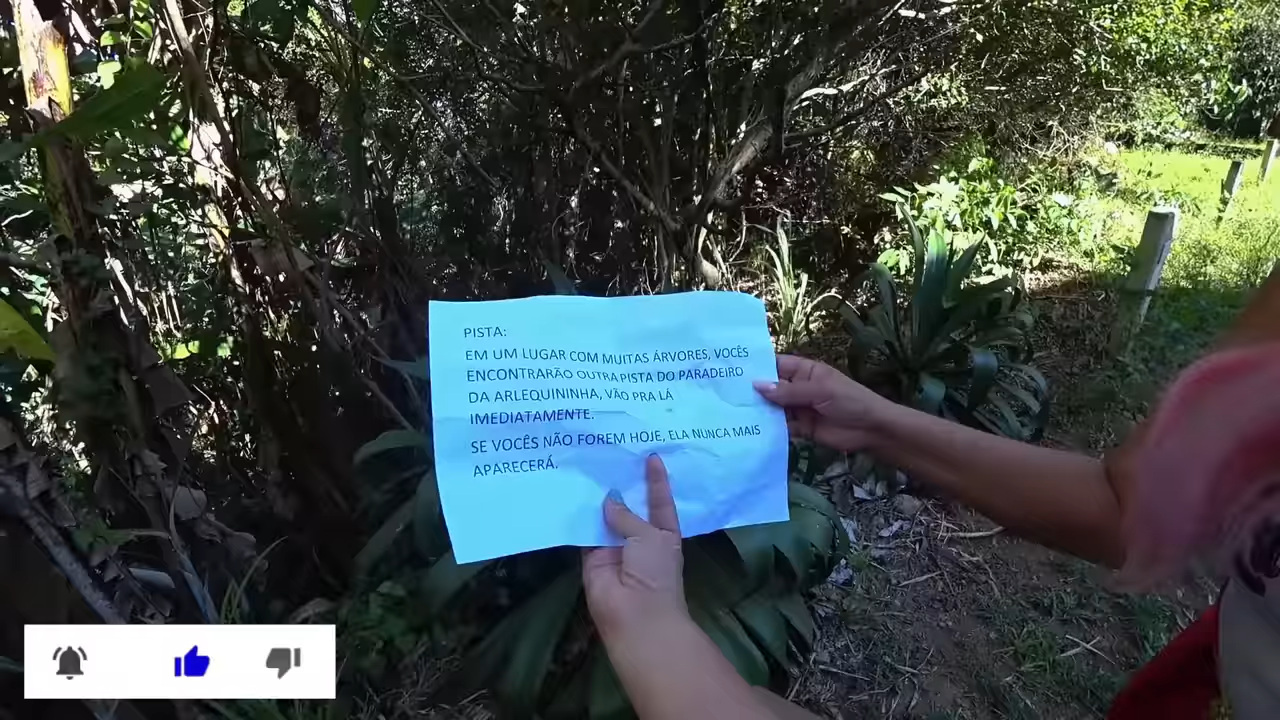 PISTA:
EM UM LUGAR COM MUITAS ÁRVORES, VOCÊS
ENCONTRARÃO OUTRA PISTA DO PARADEIRO
DA ARLEQUININHA, VÃO PRA LÁ
IMEDIATAMENTE.
SE VOCÊS NÃO FOREM HOJE, ELA NUNCA MAIS
APARECERÁ.